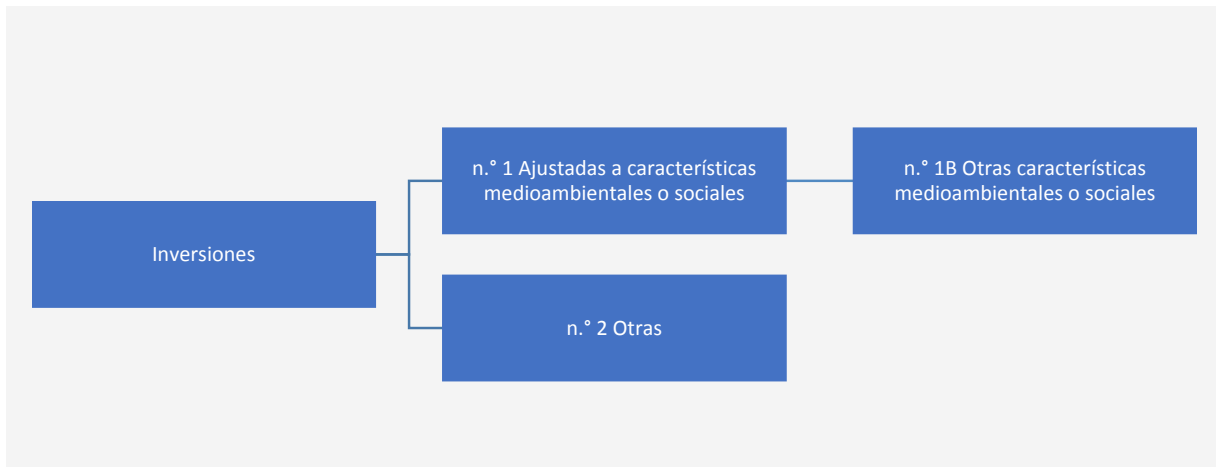 Inversiones
n.° 1 Ajustadas a características
medioambientales o sociales
n.° 1B Otras características
medioambientales o sociales
n.° 2 Otras